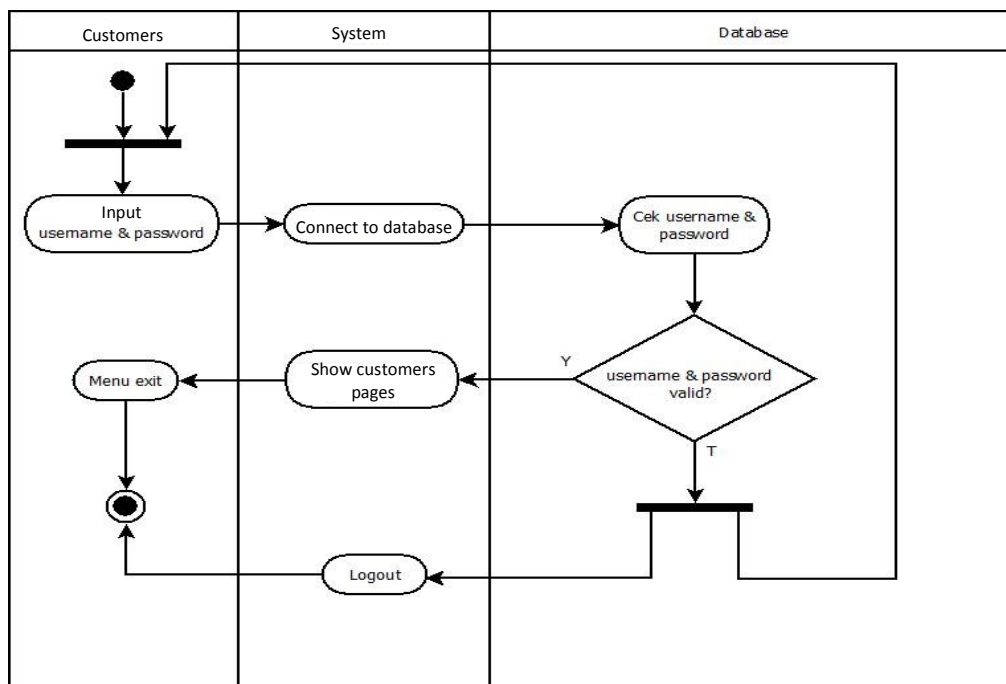 Customers
System
Database
Input
username & password
Connect to database
Cek username &
password
Menu exit
Show customers
pages
Y
username & password
valid?
T
Logout